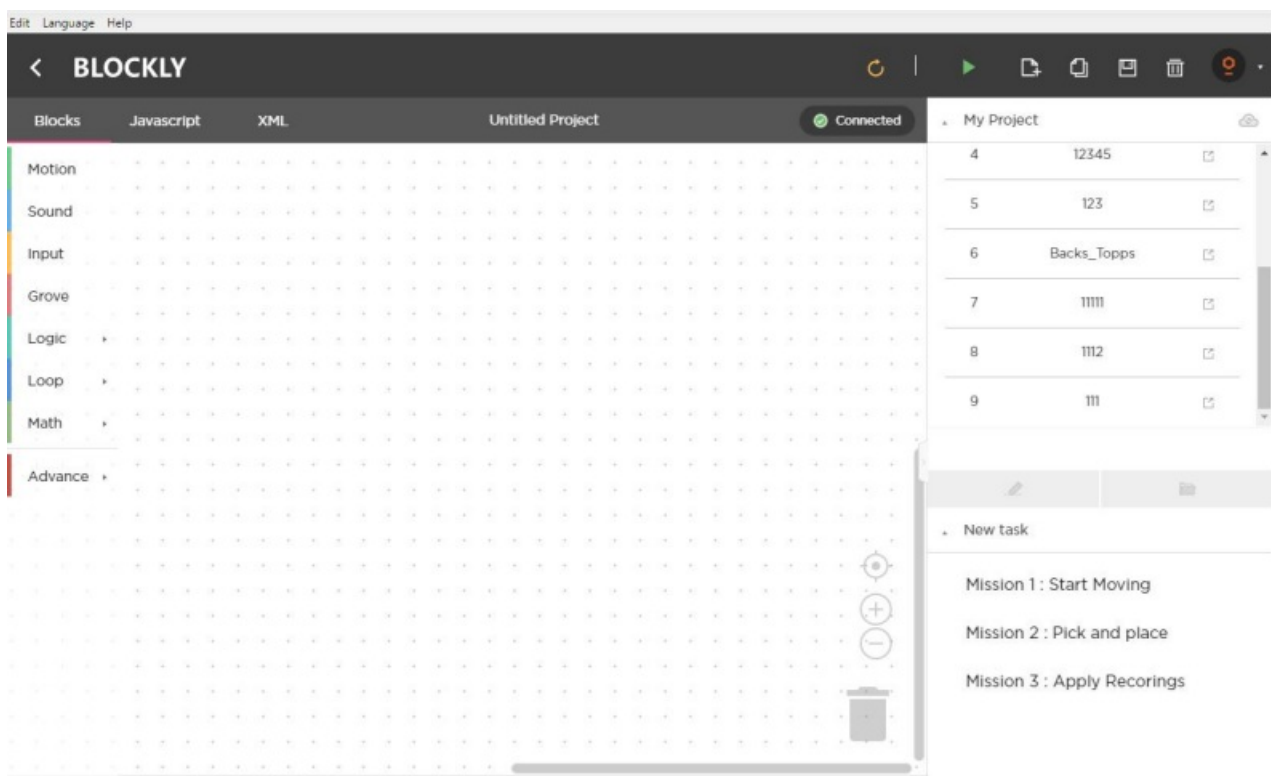 Edit Language Help
BLOCKLY
Blocks Javascript XML Untitled Project Connected
My Project
Motion
Sound
Input
Grove
Logic
Loop
Math
Advance
4 12345
5 123
6 Backs_Topps
7 11111
8 1112
9 111
New task
Mission 1 : Start Moving
Mission 2 : Pick and place
Mission 3 : Apply Recorings